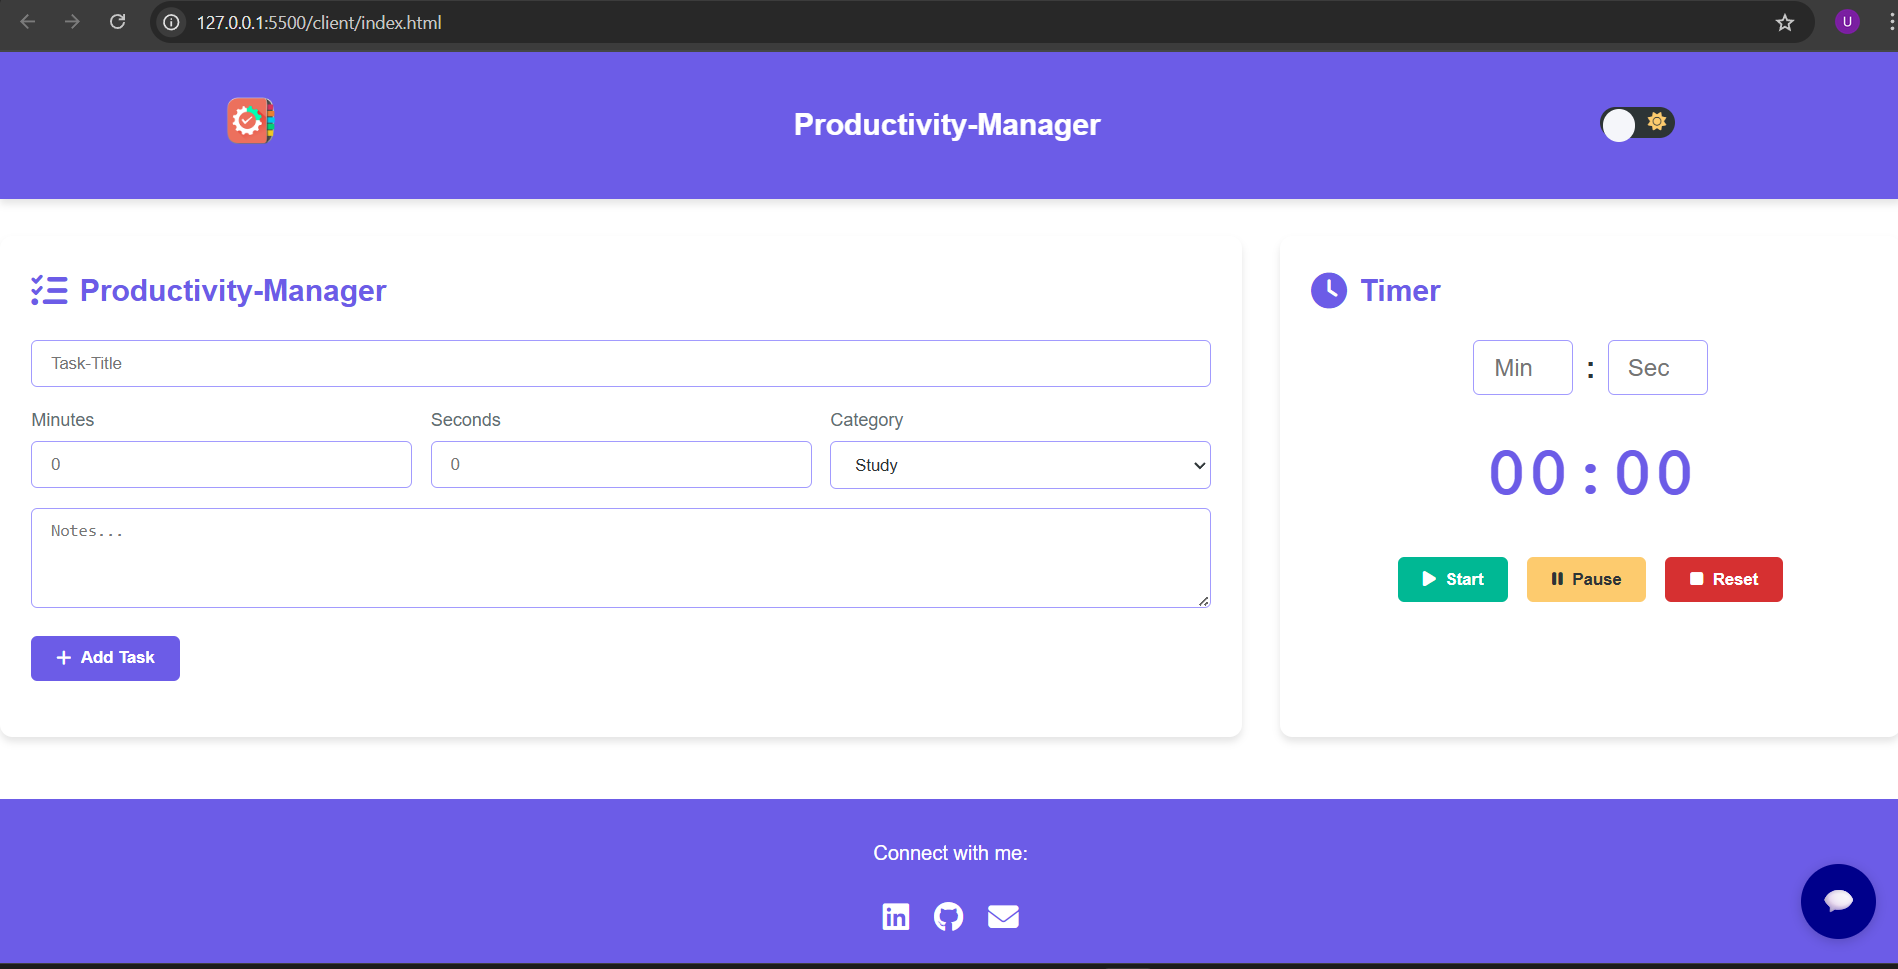 127.0.0.1:5500/client/index.html
U
Productivity-Manager
Productivity-Manager
Task-Title
Minutes
Seconds
Category
0
0
Study
Notes...
Add Task
Timer
Min : Sec
00:00
Start
Pause
Reset
Connect with me:
in